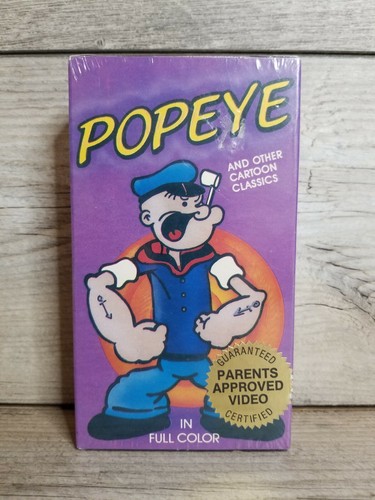 POPEYE
AND OTHER
CARTOON
CLASSICS
GUARANTEED
PARENTS
APPROVED
VIDEO
CERTIFIED
IN
FULL COLOR